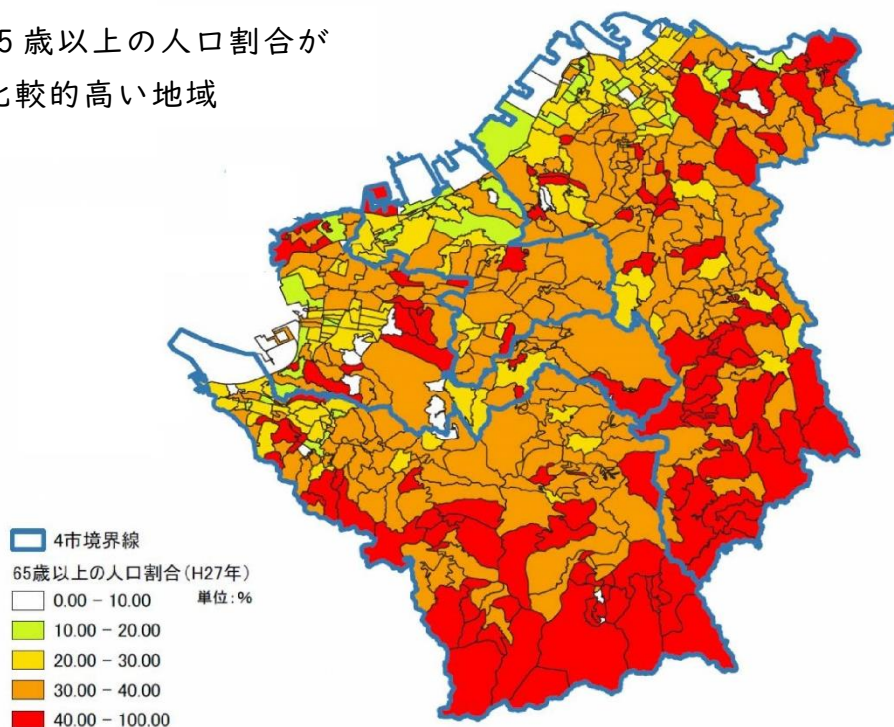 5歳以上の人口割合が
比較的高い地域
4市境界線
65歳以上の人口割合(H27年)
単位:%
0.00 - 10.00
10.00 - 20.00
20.00 - 30.00
30.00 - 40.00
40.00 - 100.00